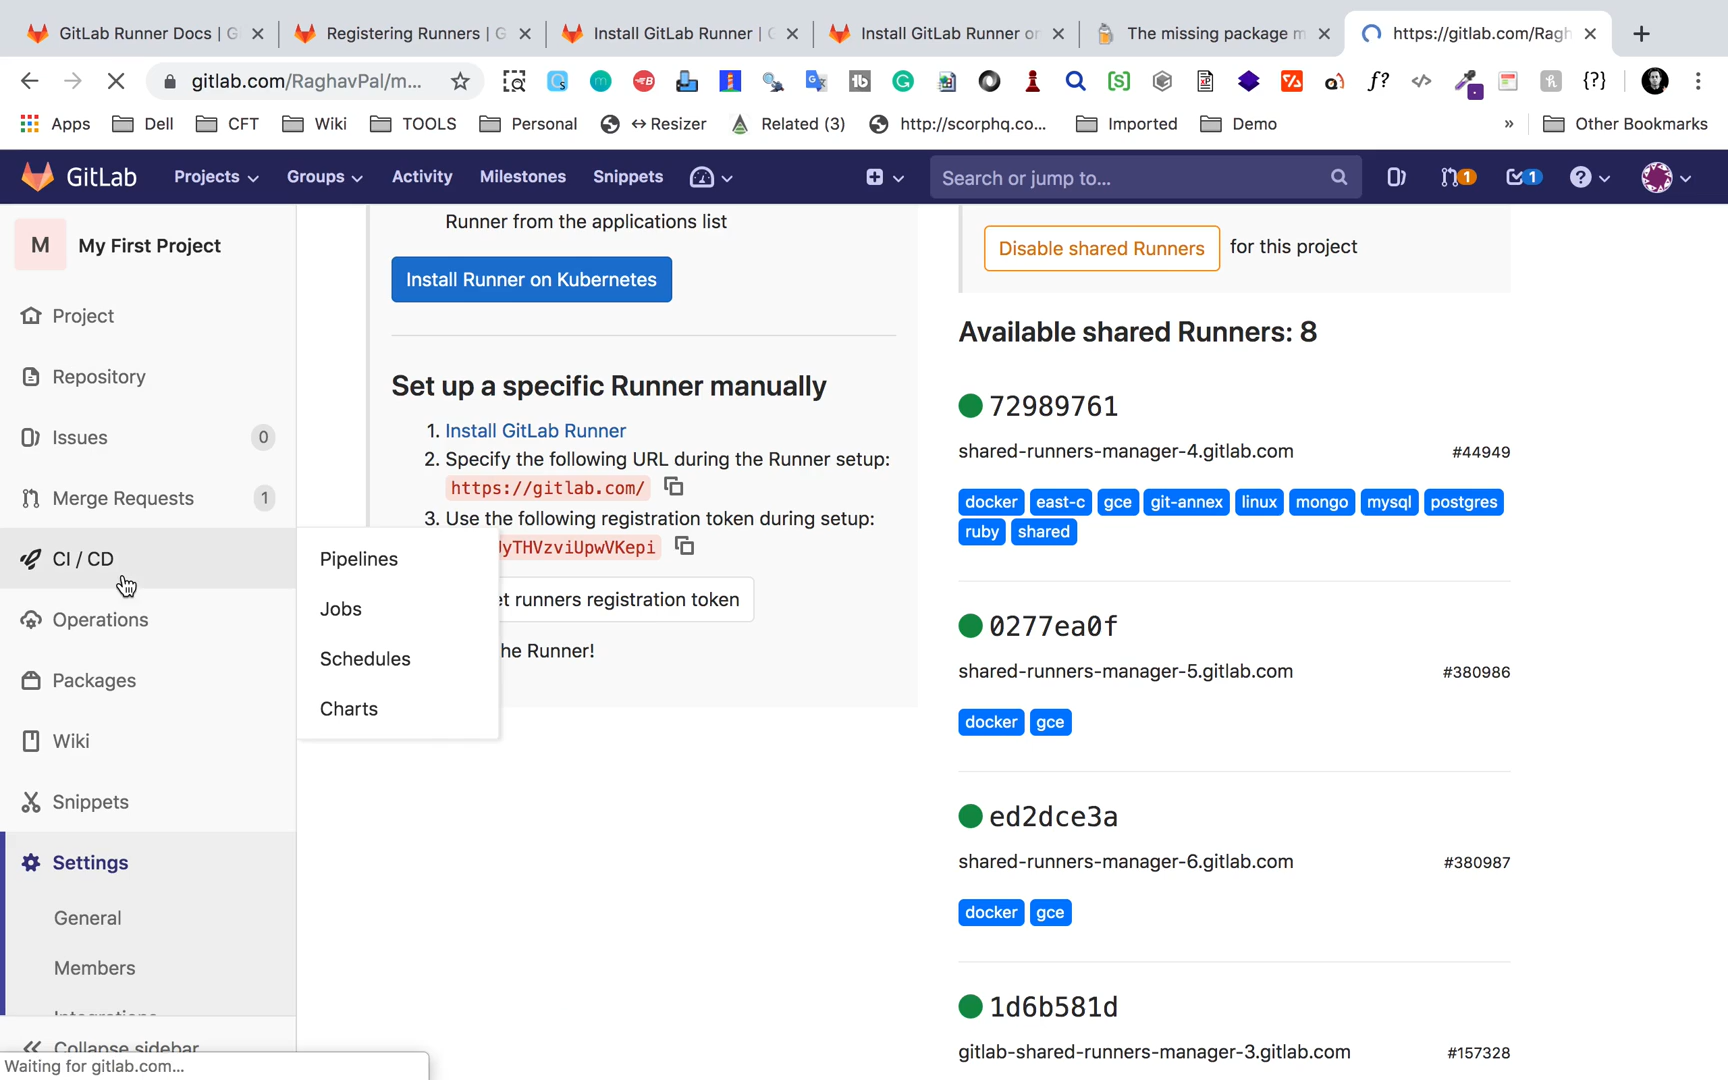 GitLab Runner Docs | G
Registering Runners | G
Install GitLab Runner | G
Install GitLab Runner or
The missing package m
https://gitlab.com/Ragh
gitlab.com/RaghavPal/m...
Apps
Dell
CFT
Wiki
TOOLS
Personal
↔Resizer
Related (3)
http://scorphq.co...
Imported
Demo
»
Other Bookmarks
GitLab
Projects
Groups
Activity
Milestones
Snippets
Search or jump to...
1
1
M My First Project
Project
Repository
Issues 0
Merge Requests 1
CI / CD
Operations
Packages
Wiki
Snippets
Settings
General
Members
Integrations
Collapse sidebar
Waiting for gitlab.com...
Pipelines
Jobs
Schedules
Charts
Runner from the applications list
Install Runner on Kubernetes
Set up a specific Runner manually
1. Install GitLab Runner
2. Specify the following URL during the Runner setup:
https://gitlab.com/
3. Use the following registration token during setup:
yTHVzviUpwVKepi
et runners registration token
he Runner!
Disable shared Runners for this project
Available shared Runners: 8
72989761
shared-runners-manager-4.gitlab.com #44949
docker east-c gce git-annex linux mongo mysql postgres
ruby shared
0277ea0f
shared-runners-manager-5.gitlab.com #380986
docker gce
ed2dce3a
shared-runners-manager-6.gitlab.com #380987
docker gce
1d6b581d
gitlab-shared-runners-manager-3.gitlab.com #157328